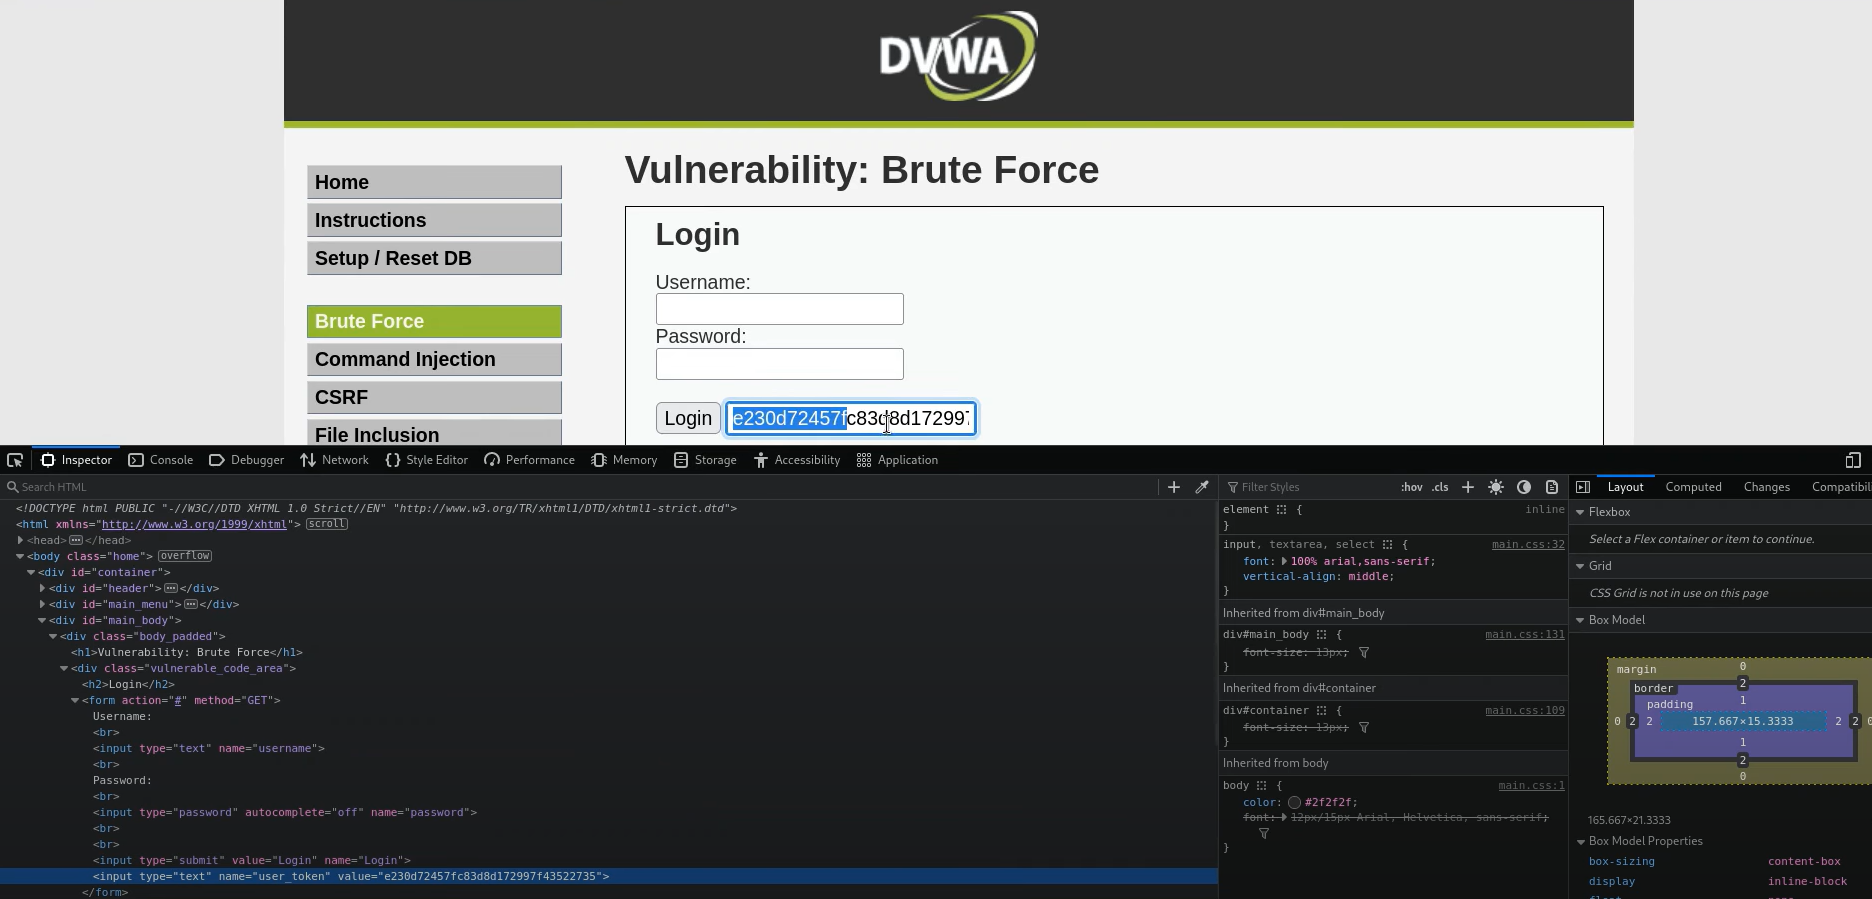 DVWA
Vulnerability: Brute Force
Home
Instructions
Setup / Reset DB
Brute Force
Command Injection
CSRF
File Inclusion
Login
Username:
Password:
Login e230d72457fc83d8d172997
Inspector Console Debugger Network Style Editor Performance Memory Storage Accessibility Application
Search HTML
<!DOCTYPE html PUBLIC "-//W3C//DTD XHTML 1.0 Strict//EN" "http://www.w3.org/TR/xhtml1/DTD/xhtml1-strict.dtd">
<html xmlns="http://www.w3.org/1999/xhtml"> scroll
<head>···</head>
<body class="home"> overflow
<div id="container">
<div id="header">···</div>
<div id="main_menu">···</div>
<div id="main_body">
<div class="body_padded">
<h1>Vulnerability: Brute Force</h1>
<div class="vulnerable_code_area">
<h2>Login</h2>
<form action="#" method="GET">
Username:
<br>
<input type="text" name="username">
<br>
Password:
<br>
<input type="password" autocomplete="off" name="password">
<br>
<br>
<input type="submit" value="Login" name="Login">
<input type="text" name="user_token" value="e230d72457fc83d8d172997f43522735">
</form>
Filter Styles :hov .cls
element { inline
}
input, textarea, select { main.css:32
font: 100% arial,sans-serif;
vertical-align: middle;
}
Inherited from div#main_body
div#main_body { main.css:131
font-size: 13px;
}
Inherited from div#container
div#container { main.css:109
font-size: 13px;
}
Inherited from body
body { main.css:1
color: #2f2f2f;
font: 12px/15px Arial, Helvetica, sans-serif;
}
Layout Computed Changes Compatibili
Flexbox
Select a Flex container or item to continue.
Grid
CSS Grid is not in use on this page
Box Model
margin 0
border 2
padding 1
0 2 2 157.667×15.3333 2 2 0
1
2
0
165.667×21.3333
Box Model Properties
box-sizing content-box
display inline-block